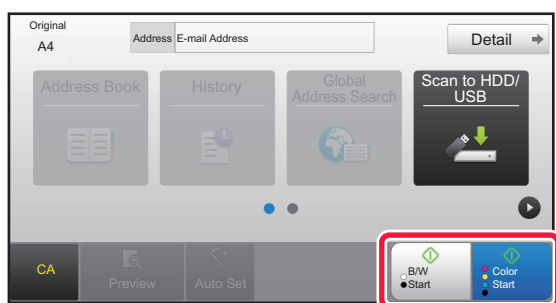 Original
A4
Address E-mail Address
Detail
Address Book
History
Global
Address Search
Scan to HDD/
USB
CA
Preview
Auto Set
B/W
Start
Color
Start